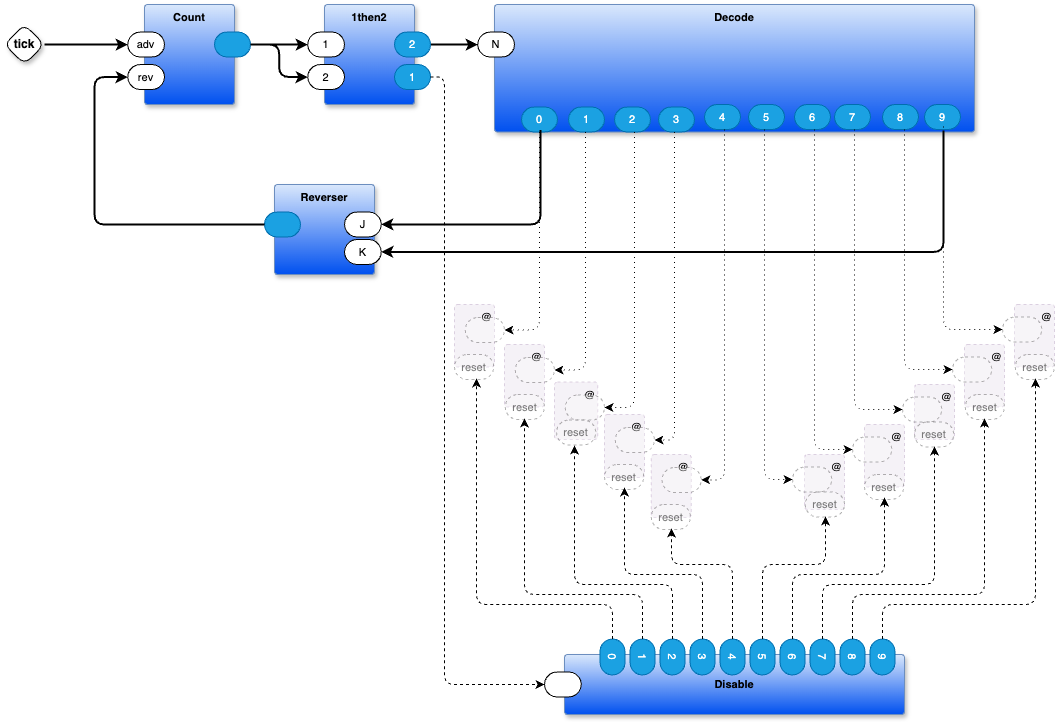 Count 1then2 Decode
tick adv 1 2 N
rev 2 1
0 1 2 3 4 5 6 7 8 9
Reverser
J
K
@ @
reset reset
@ @
reset reset
@ @
reset reset
@ @
reset reset
@ @
reset reset
0 1 2 3 4 5 6 7 8 9
Disable